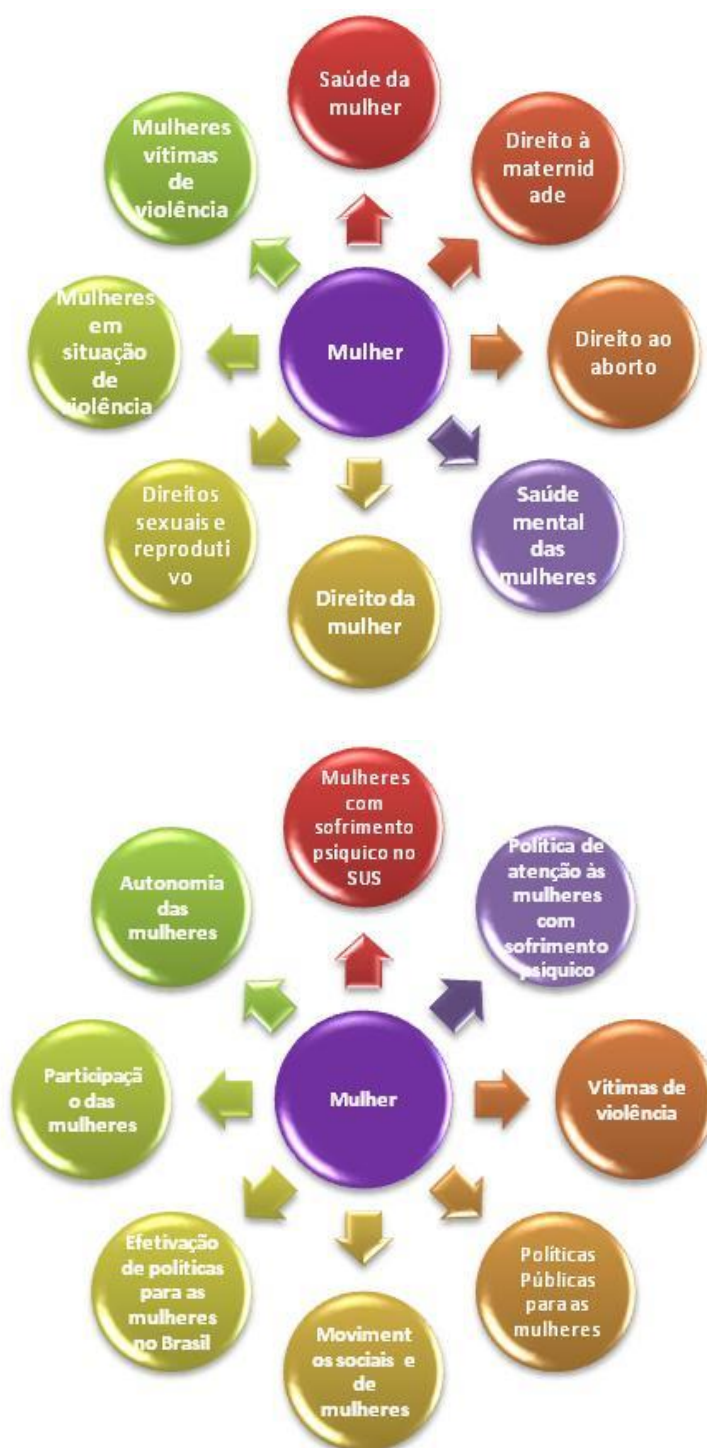 Saúde da
mulher
Direito à
maternid
ade
Direito ao
aborto
Saúde
mental
das
mulheres
Direito da
mulher
Direitos
sexuais e
reproduti
vo
Mulheres
em
situação
de
violência
Mulheres
vítimas
de
violência
Mulher
Mulheres
com
sofrimento
psiquico no
SUS
Política de
atenção às
mulheres
com
sofrimento
psíquico
Vítimas de
violência
Políticas
Públicas
para as
mulheres
Moviment
os sociais e
de
mulheres
Efetivação
de políticas
para as
mulheres
no Brasil
Participaçã
o das
mulheres
Autonomia
das
mulheres
Mulher